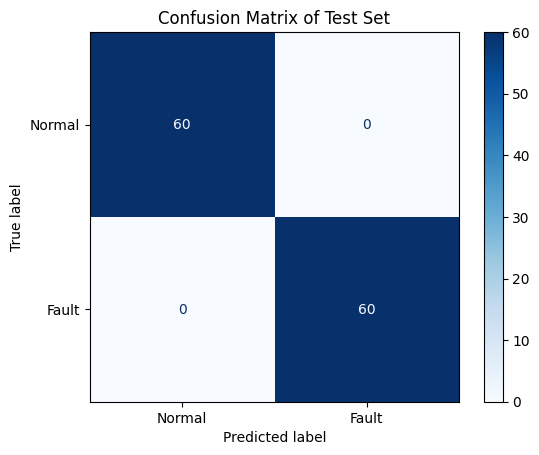 Confusion Matrix of Test Set
True label
Normal
Fault
60
0
0
60
Normal
Fault
Predicted label
60
50
40
30
20
10
0